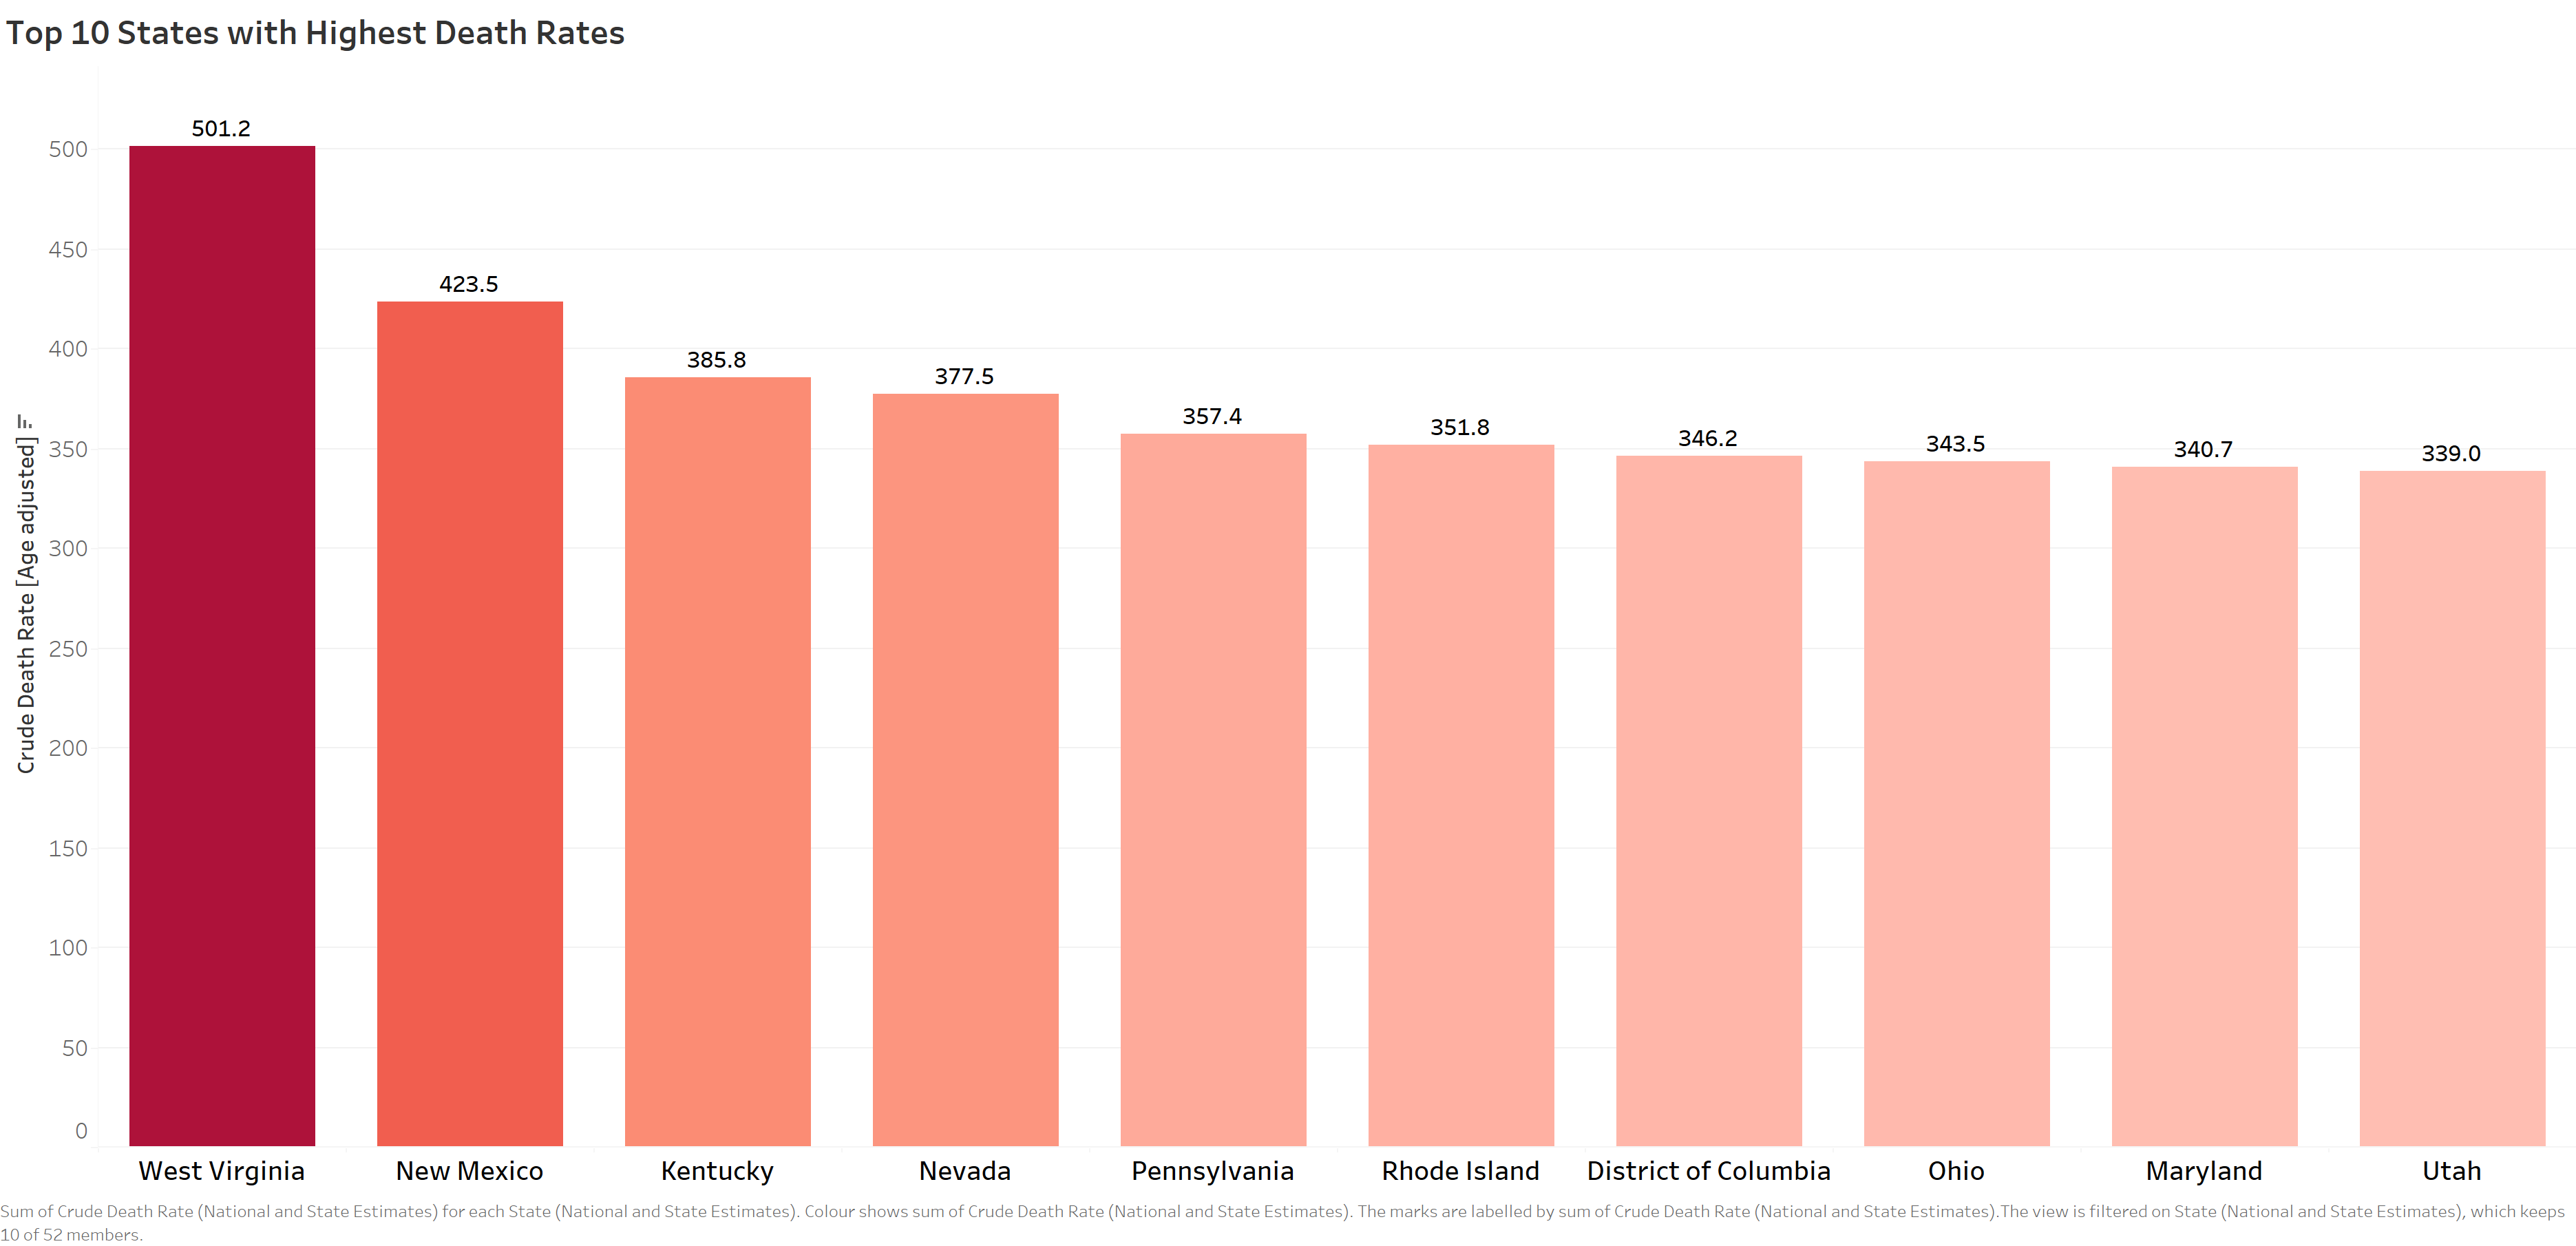 Top 10 States with Highest Death Rates
Crude Death Rate [Age adjusted]
500
450
400
350
300
250
200
150
100
50
0
501.2
423.5
385.8
377.5
357.4
351.8
346.2
343.5
340.7
339.0
West Virginia
New Mexico
Kentucky
Nevada
Pennsylvania
Rhode Island
District of Columbia
Ohio
Maryland
Utah
Sum of Crude Death Rate (National and State Estimates) for each State (National and State Estimates). Colour shows sum of Crude Death Rate (National and State Estimates). The marks are labelled by sum of Crude Death Rate (National and State Estimates).The view is filtered on State (National and State Estimates), which keeps
10 of 52 members.